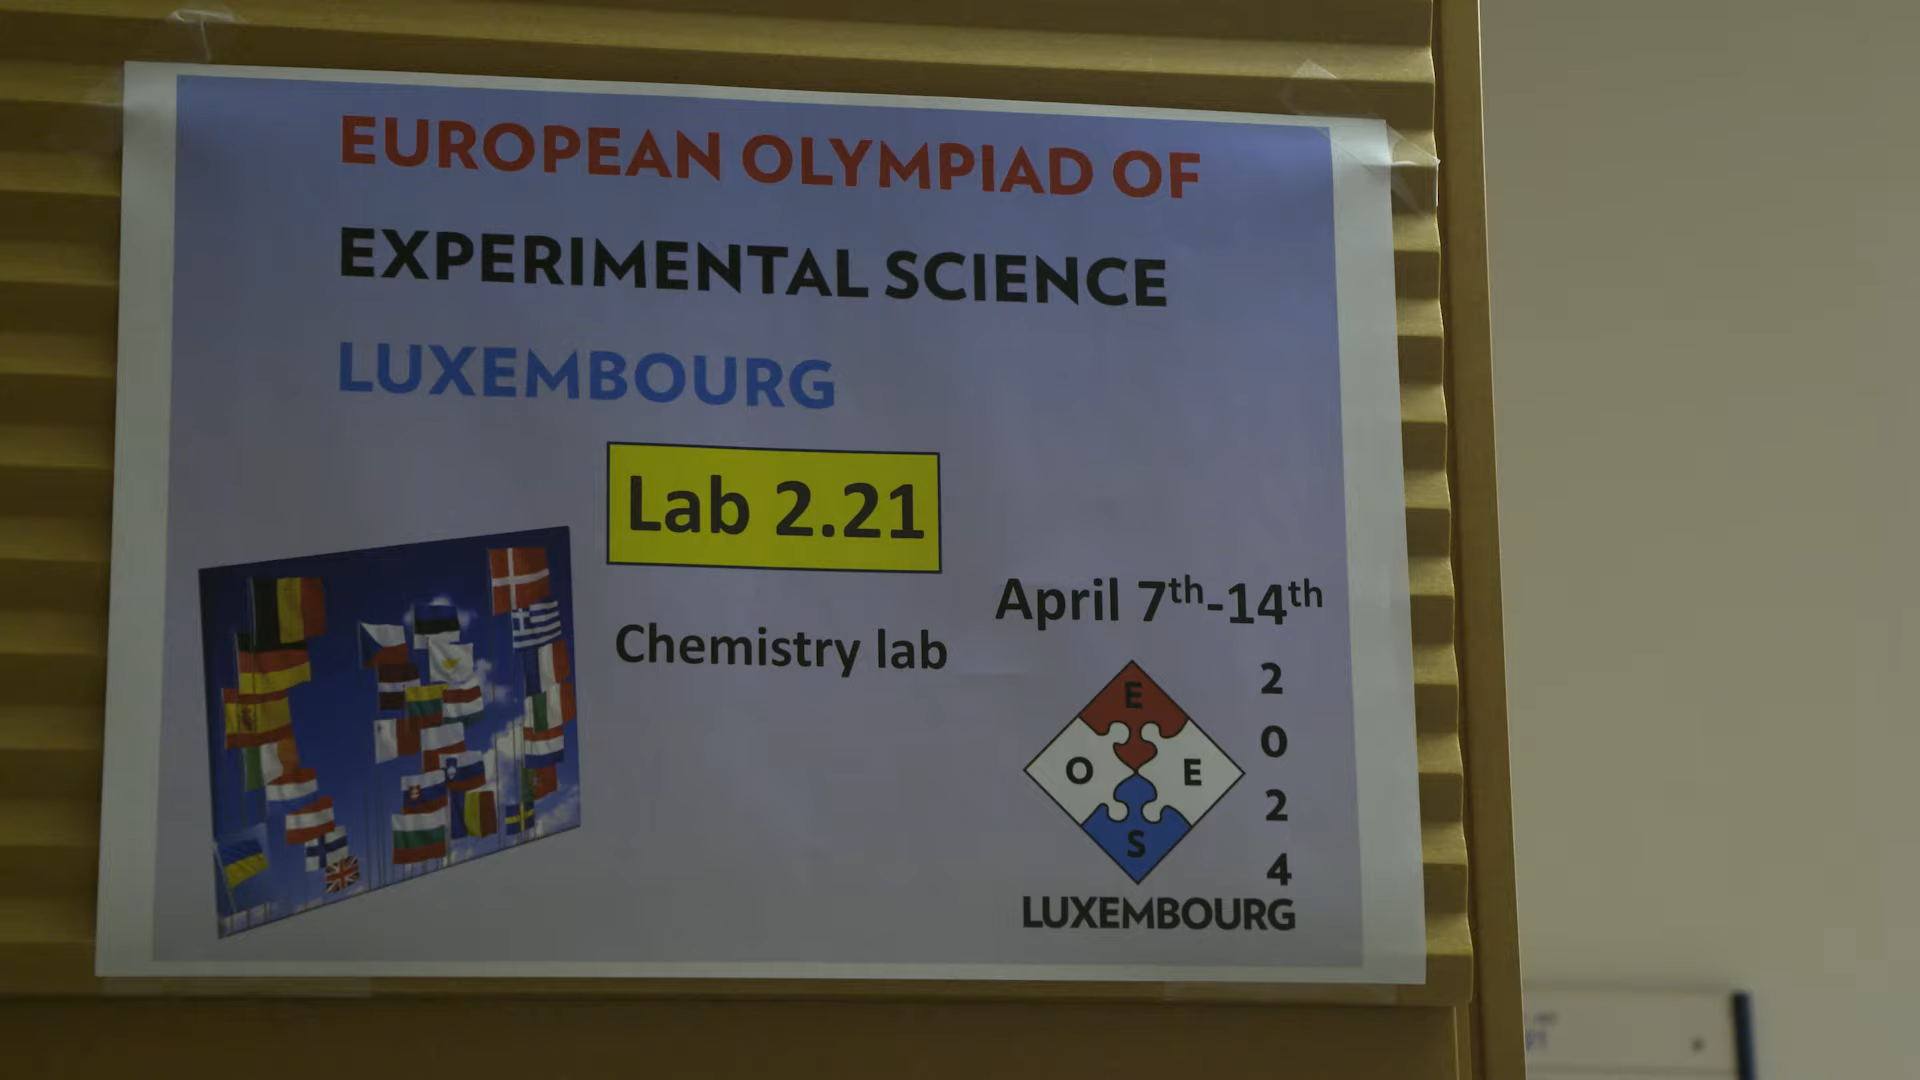 EUROPEAN OLYMPIAD OF
EXPERIMENTAL SCIENCE
LUXEMBOURG
Lab 2.21
Chemistry lab
April 7th-14th
2
0
2
4
E
O E
S
LUXEMBOURG